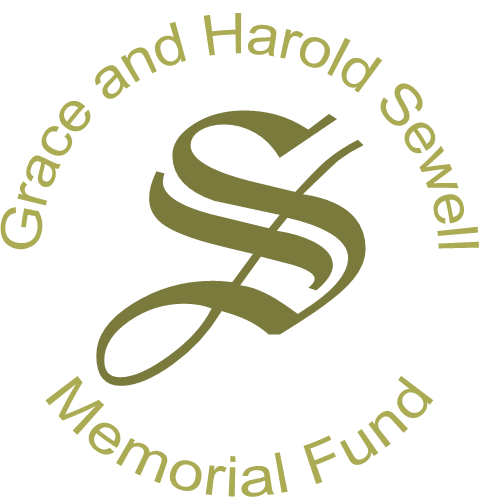 Grace and Harold Sewell
S
Memorial Fund